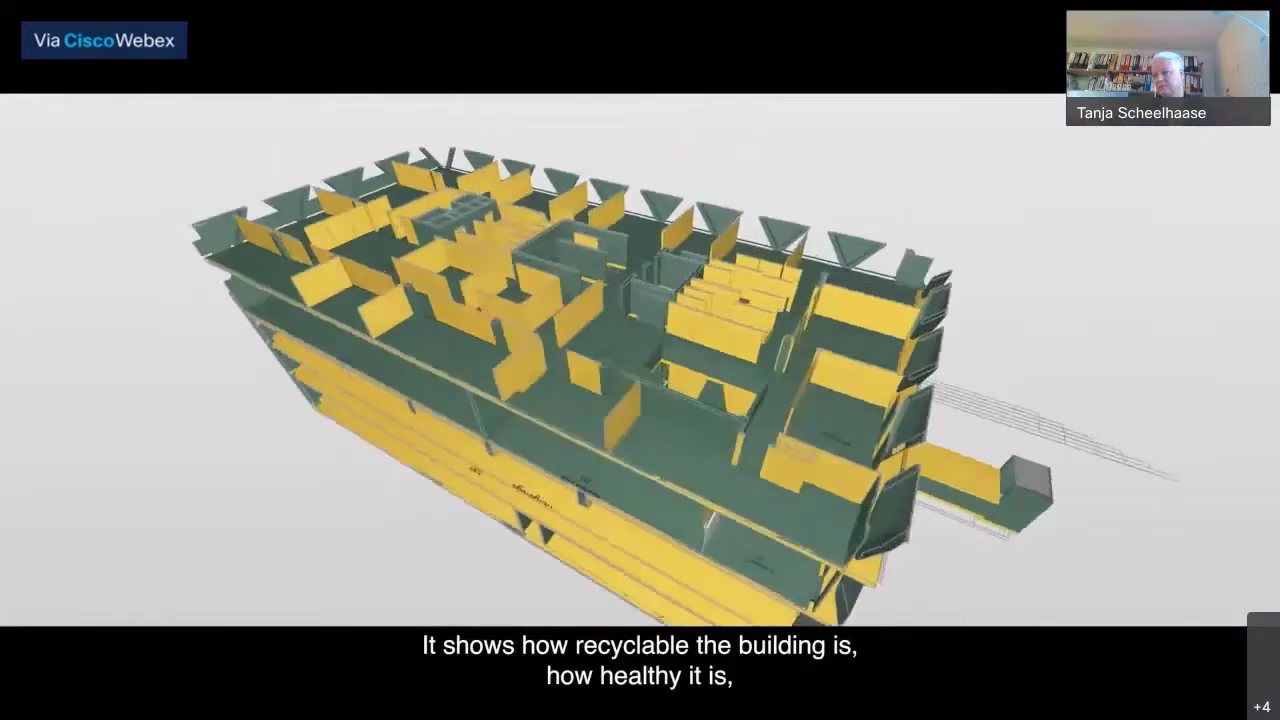 Via CiscoWebex
Tanja Scheelhaase
It shows how recyclable the building is,
how healthy it is,
+4